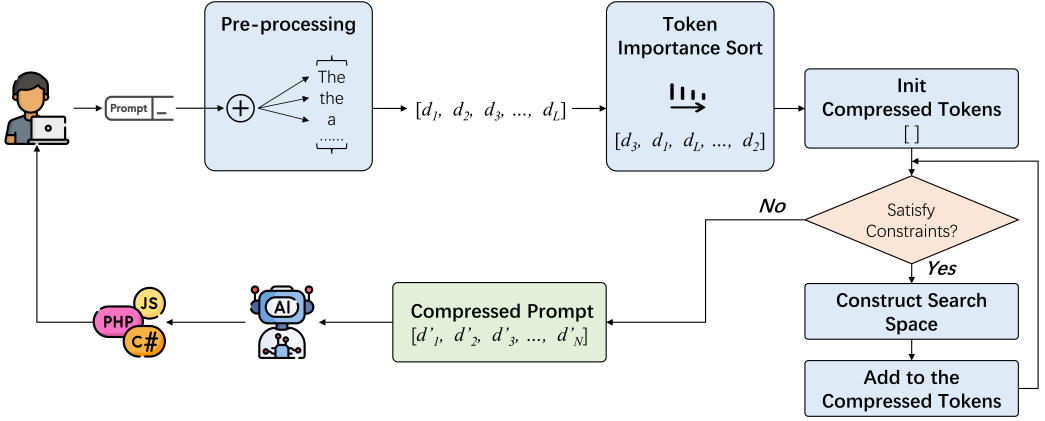 Pre-processing
The
the
a
......
Prompt
[d1, d2, d3, ..., dL]
Token
Importance Sort
[d3, d1, dL, ..., d2]
Init
Compressed Tokens
[ ]
Satisfy
Constraints?
No
Yes
Construct Search
Space
Add to the
Compressed Tokens
Compressed Prompt
[d'1, d'2, d'3, ..., d'N]
AI
JS
PHP
C#